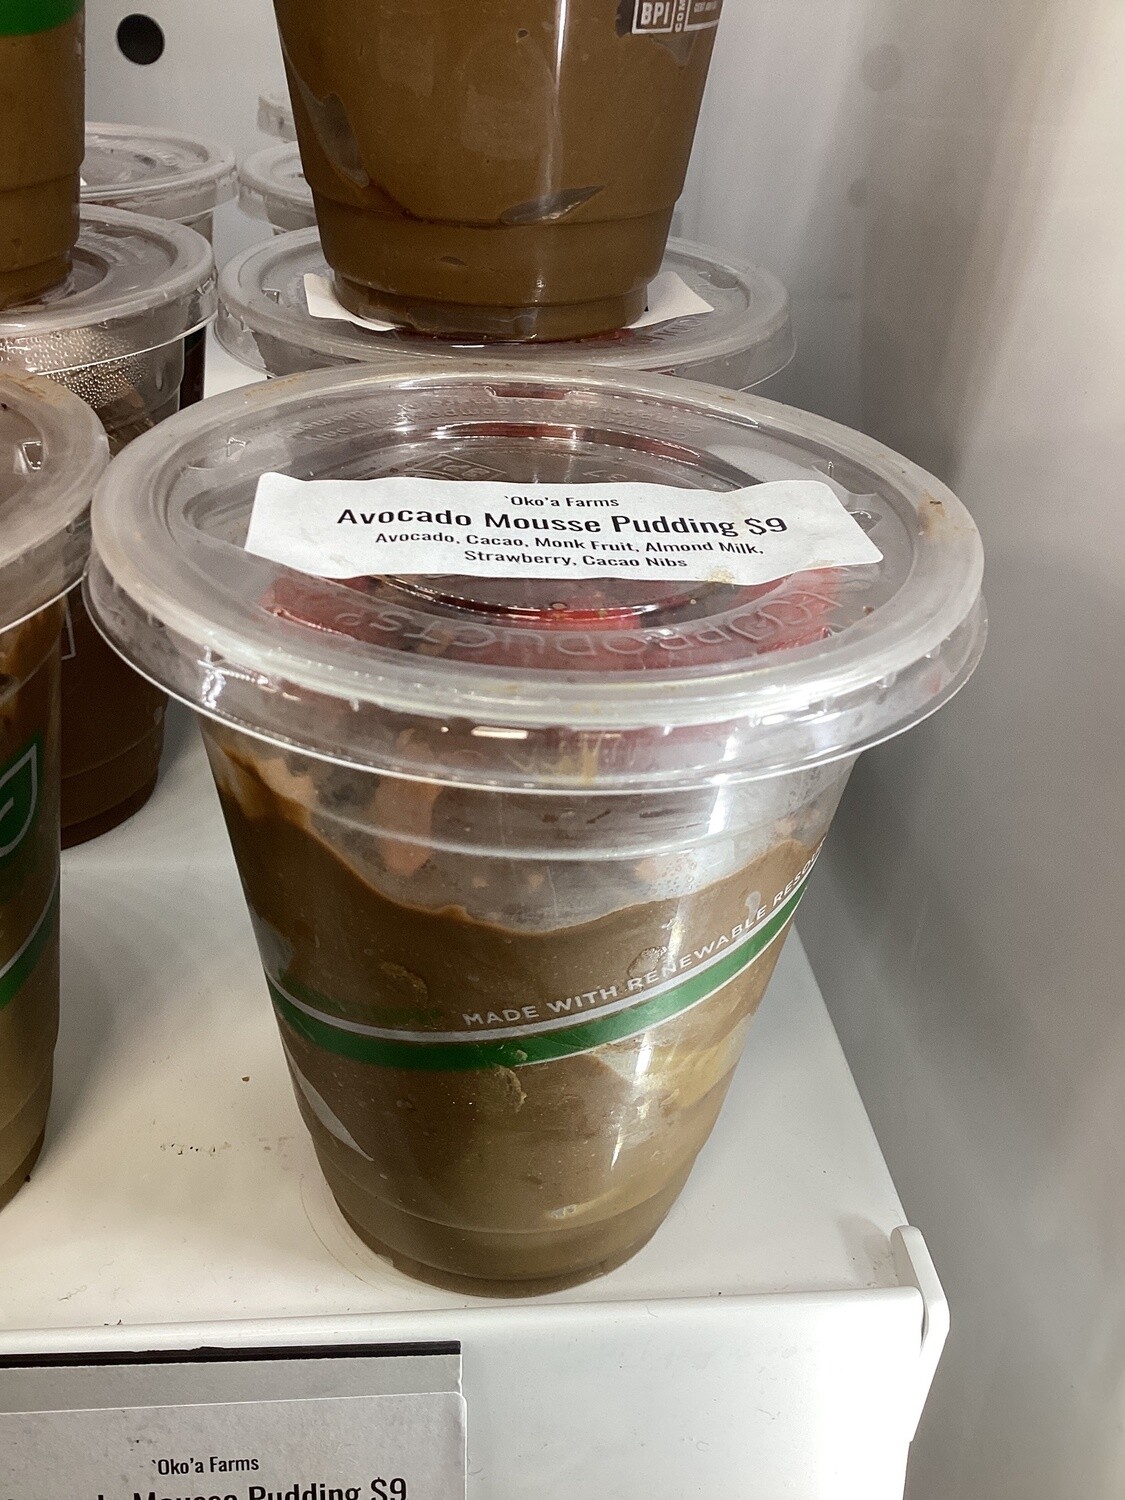 BPI
`Oko'a Farms
Avocado Mousse Pudding $9
Avocado, Cacao, Monk Fruit, Almond Milk,
Strawberry, Cacao Nibs
ECOPRODUCTS
MADE WITH RENEWABLE
`Oko'a Farms
Mousse Pudding $9